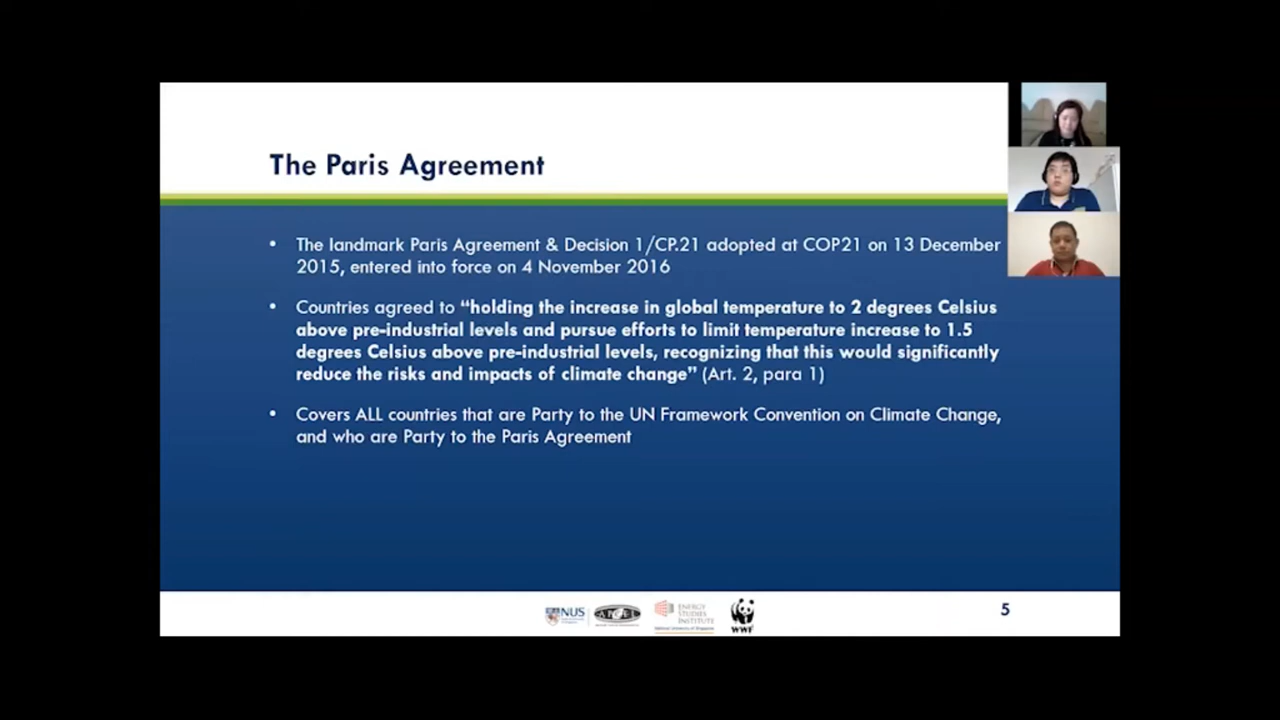 The Paris Agreement
• The landmark Paris Agreement & Decision 1/CP.21 adopted at COP21 on 13 December
2015, entered into force on 4 November 2016
• Countries agreed to “holding the increase in global temperature to 2 degrees Celsius
above pre-industrial levels and pursue efforts to limit temperature increase to 1.5
degrees Celsius above pre-industrial levels, recognizing that this would significantly
reduce the risks and impacts of climate change” (Art. 2, para 1)
• Covers ALL countries that are Party to the UN Framework Convention on Climate Change,
and who are Party to the Paris Agreement
NUS
ENERGY
STUDIES
INSTITUTE
WWF
5